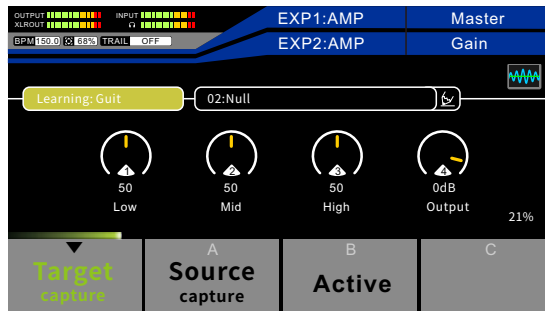 OUTPUT INPUT
XLROUT
BPM 150.0 68% TRAIL OFF
EXP1:AMP Master
EXP2:AMP Gain
Learning: Guit 02:Null
1 2 3 4
50 50 50 0dB
Low Mid High Output
21%
A B C
Target Source Active
capture capture